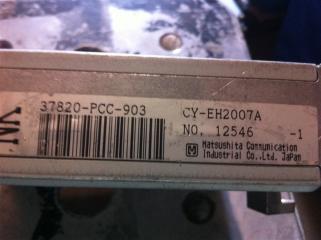 37820-PCC-903
CY-EH2007A
NO. 12546 -1
M Matsushita Communication
Industrial Co.,Ltd. Japan